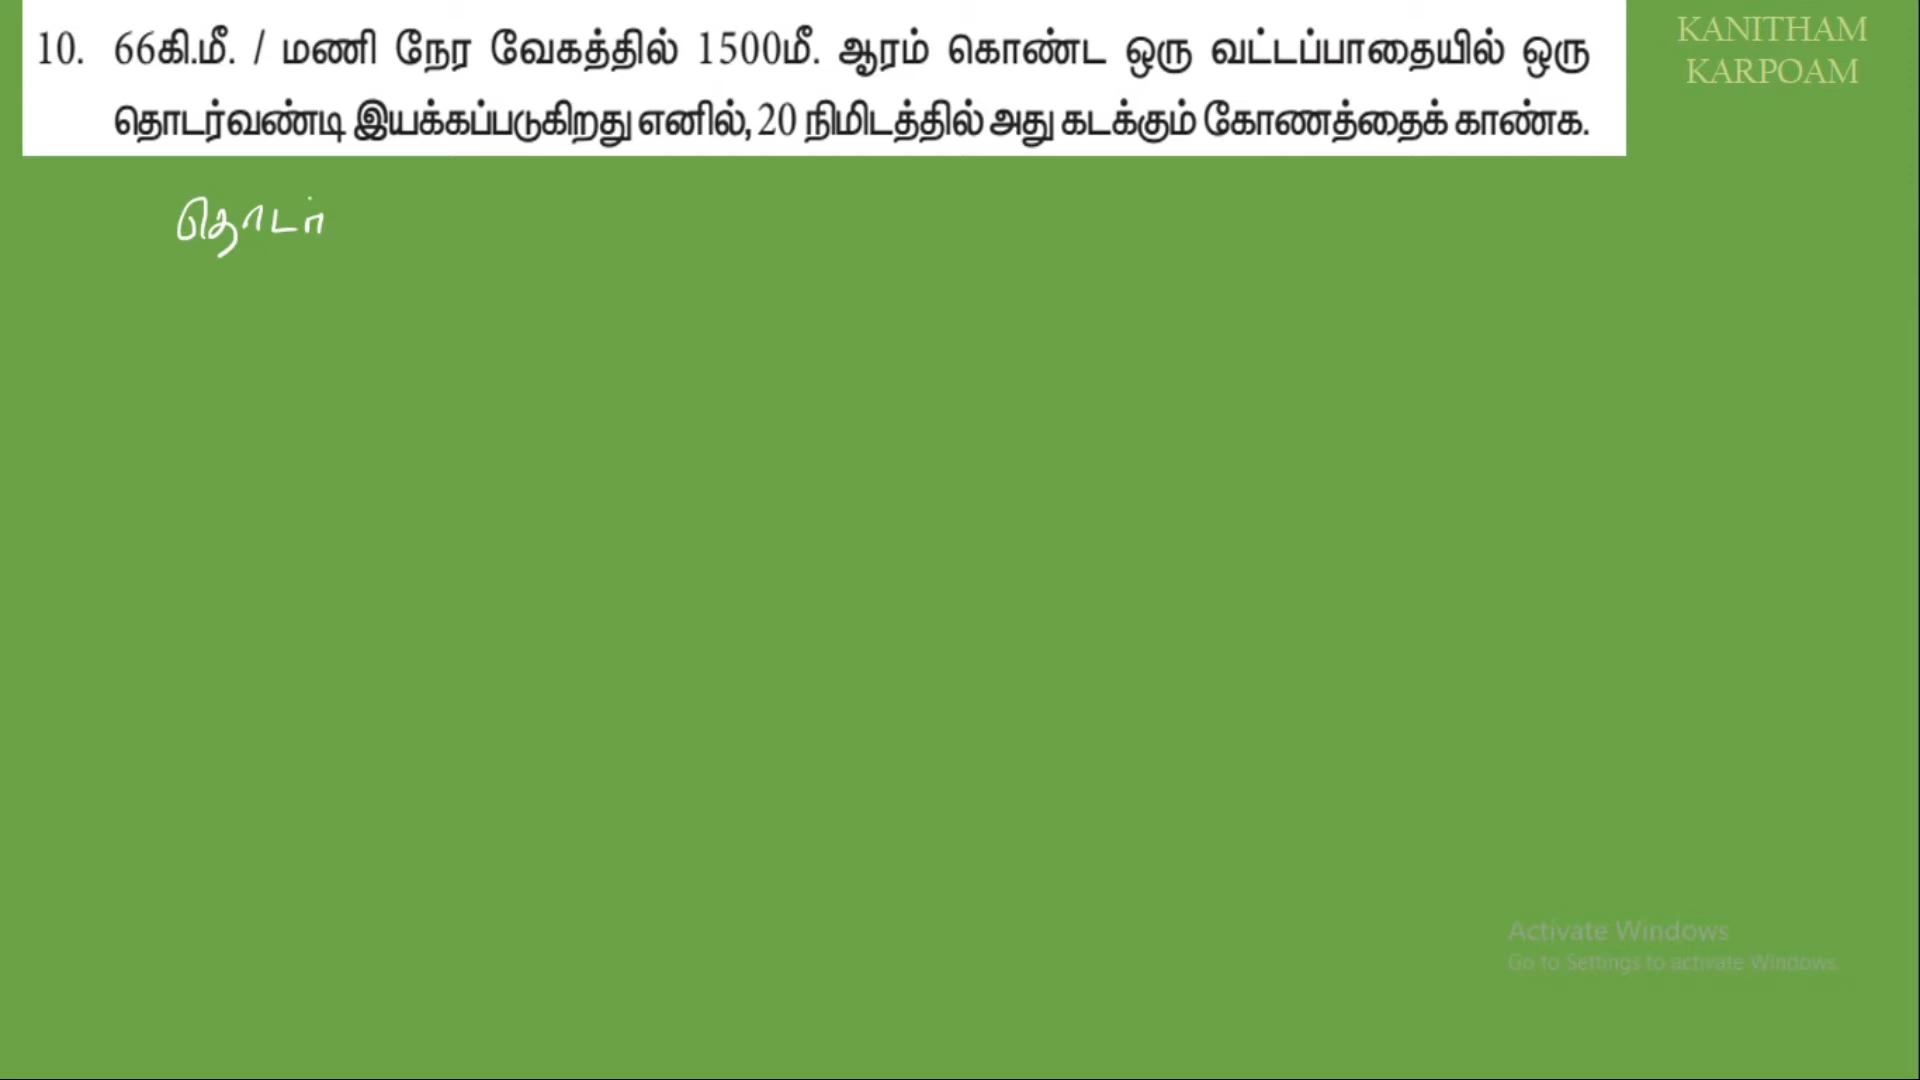 10. 66கி.மீ. / மணி நேர வேகத்தில் 1500மீ. ஆரம் கொண்ட ஒரு வட்டப்பாதையில் ஒரு
தொடர்வண்டி இயக்கப்படுகிறது எனில், 20 நிமிடத்தில் அது கடக்கும் கோணத்தைக் காண்க.
KANITHAM
KARPOAM
தொடர்
Activate Windows
Go to Settings to activate Windows.